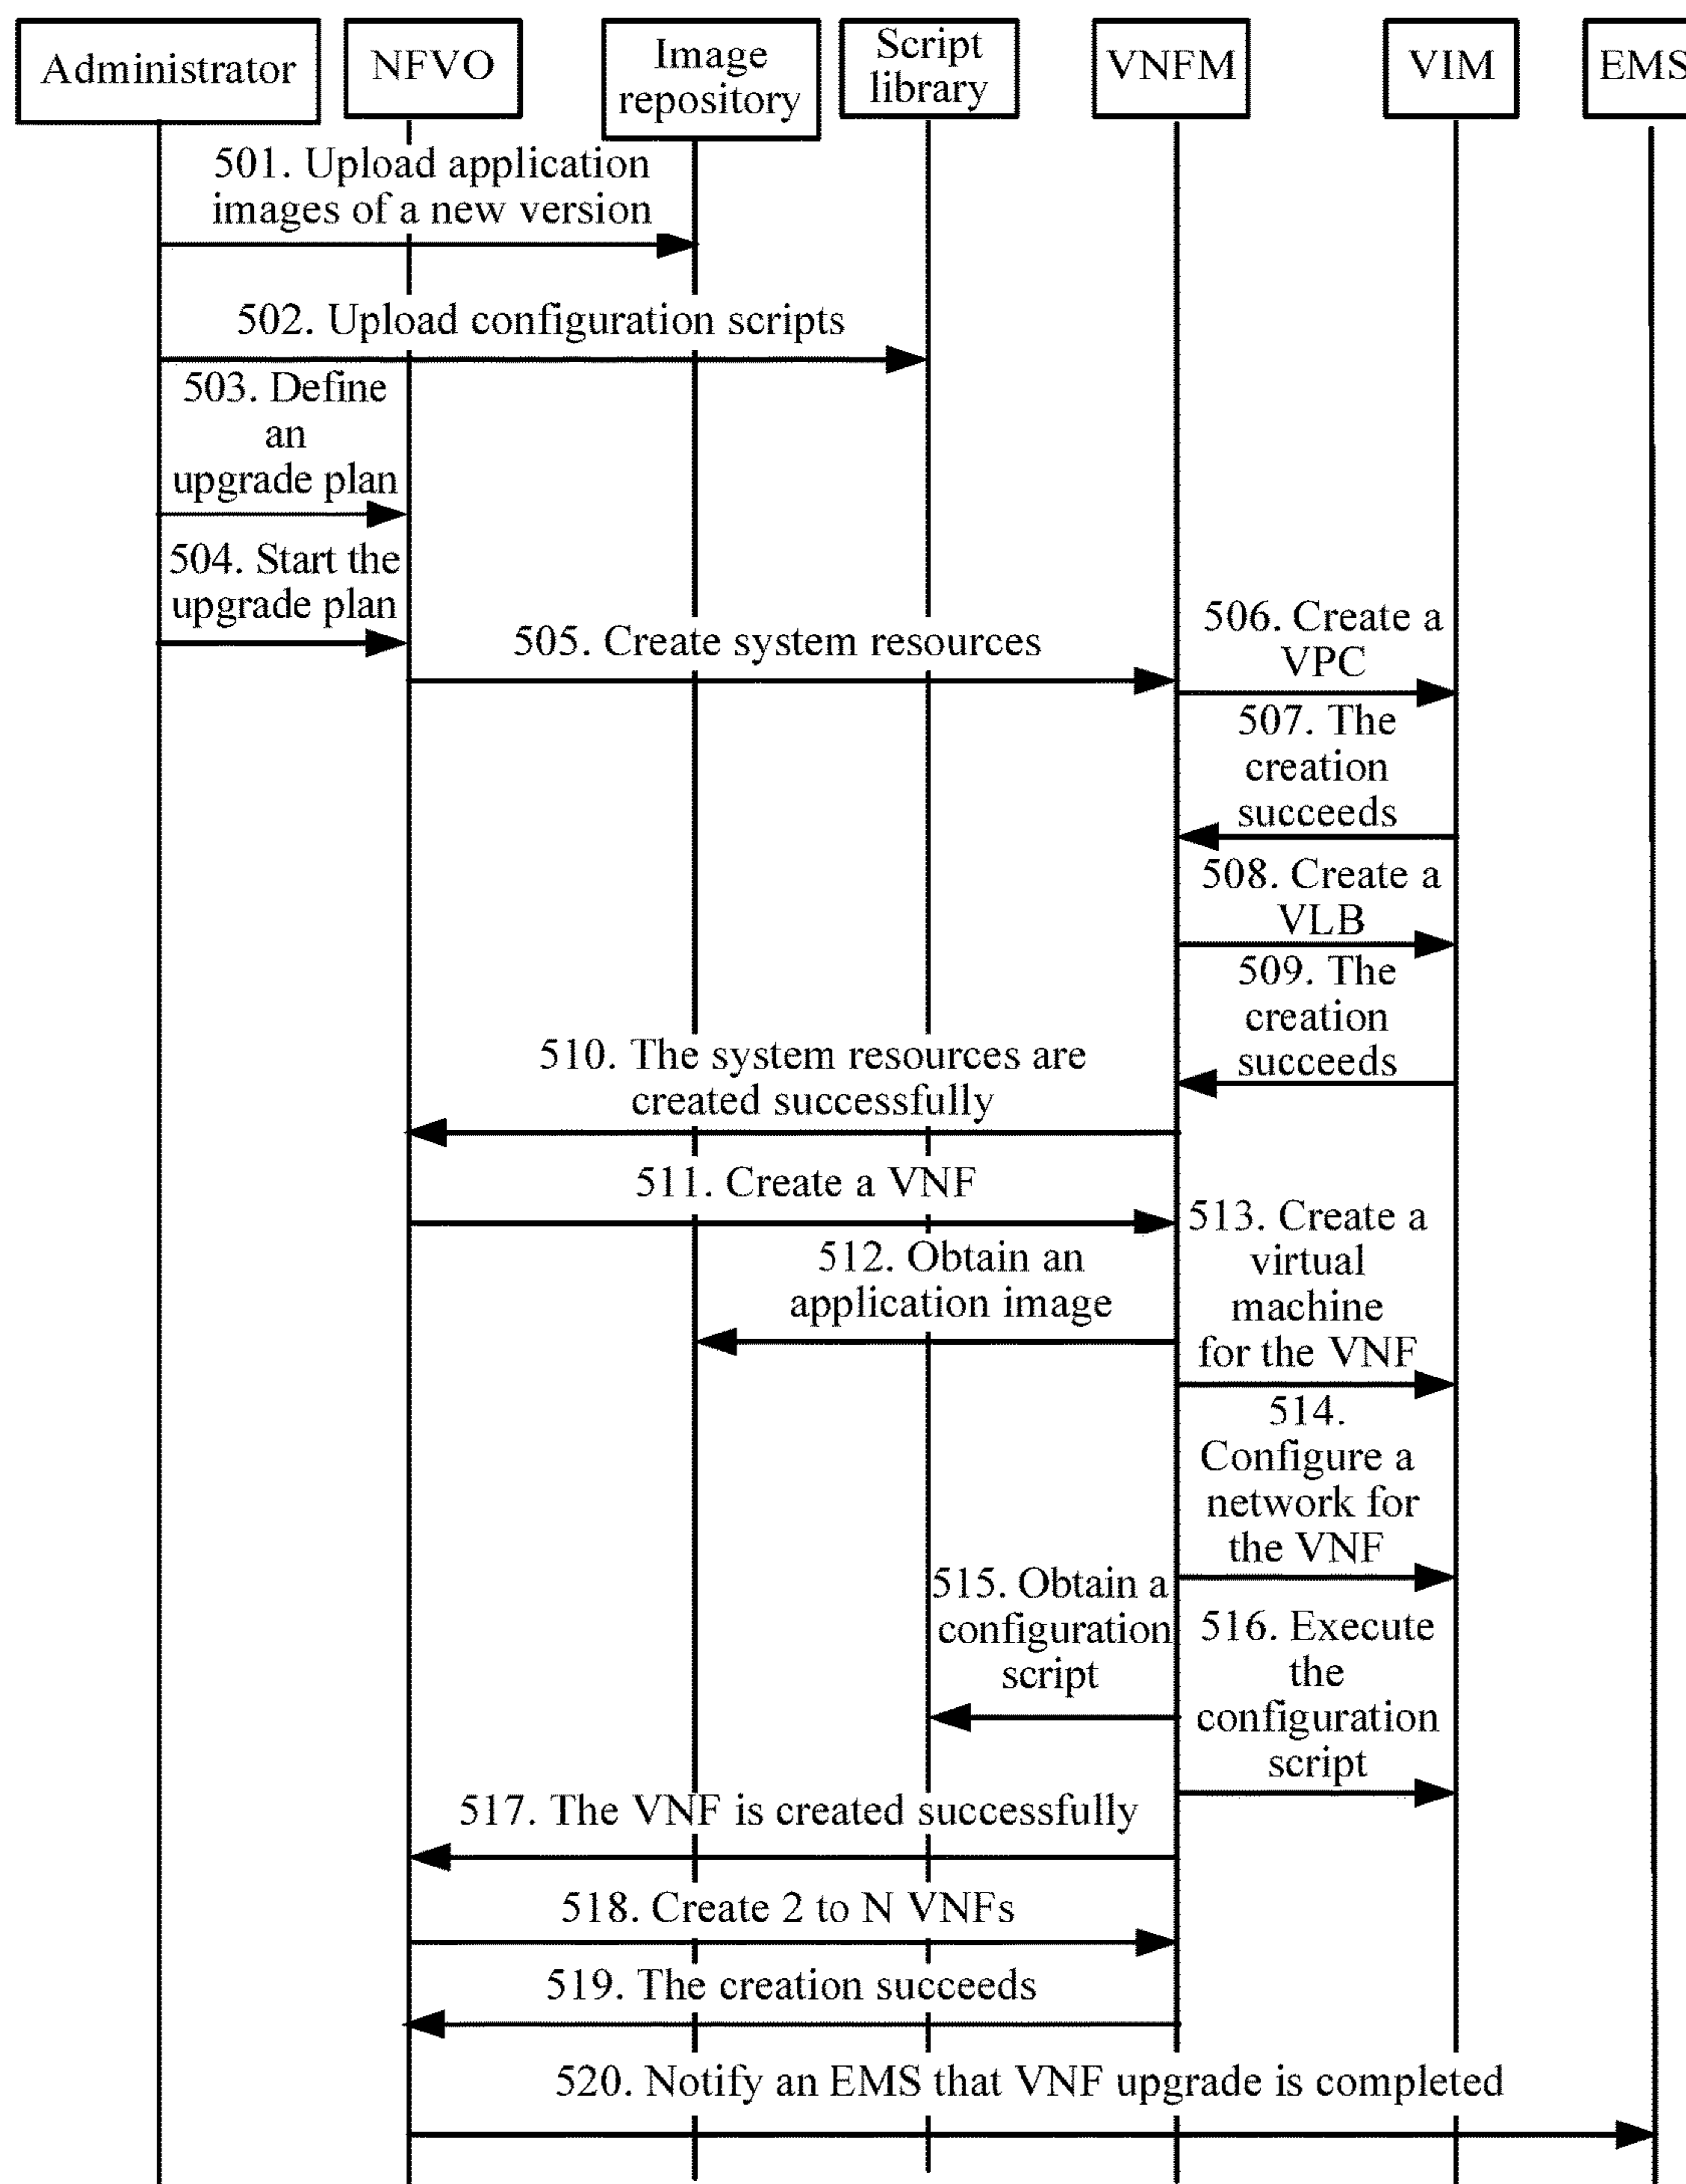 Administrator
NFVO
Image
repository
Script
library
VNFM
VIM
EMS
501. Upload application
images of a new version
502. Upload configuration scripts
503. Define
an
upgrade plan
504. Start the
upgrade plan
505. Create system resources
506. Create a
VPC
507. The
creation
succeeds
508. Create a
VLB
509. The
creation
succeeds
510. The system resources are
created successfully
511. Create a VNF
512. Obtain an
application image
513. Create a
virtual
machine
for the VNF
514.
Configure a
network for
the VNF
515. Obtain a
configuration
script
516. Execute
the
configuration
script
517. The VNF is created successfully
518. Create 2 to N VNFs
519. The creation succeeds
520. Notify an EMS that VNF upgrade is completed